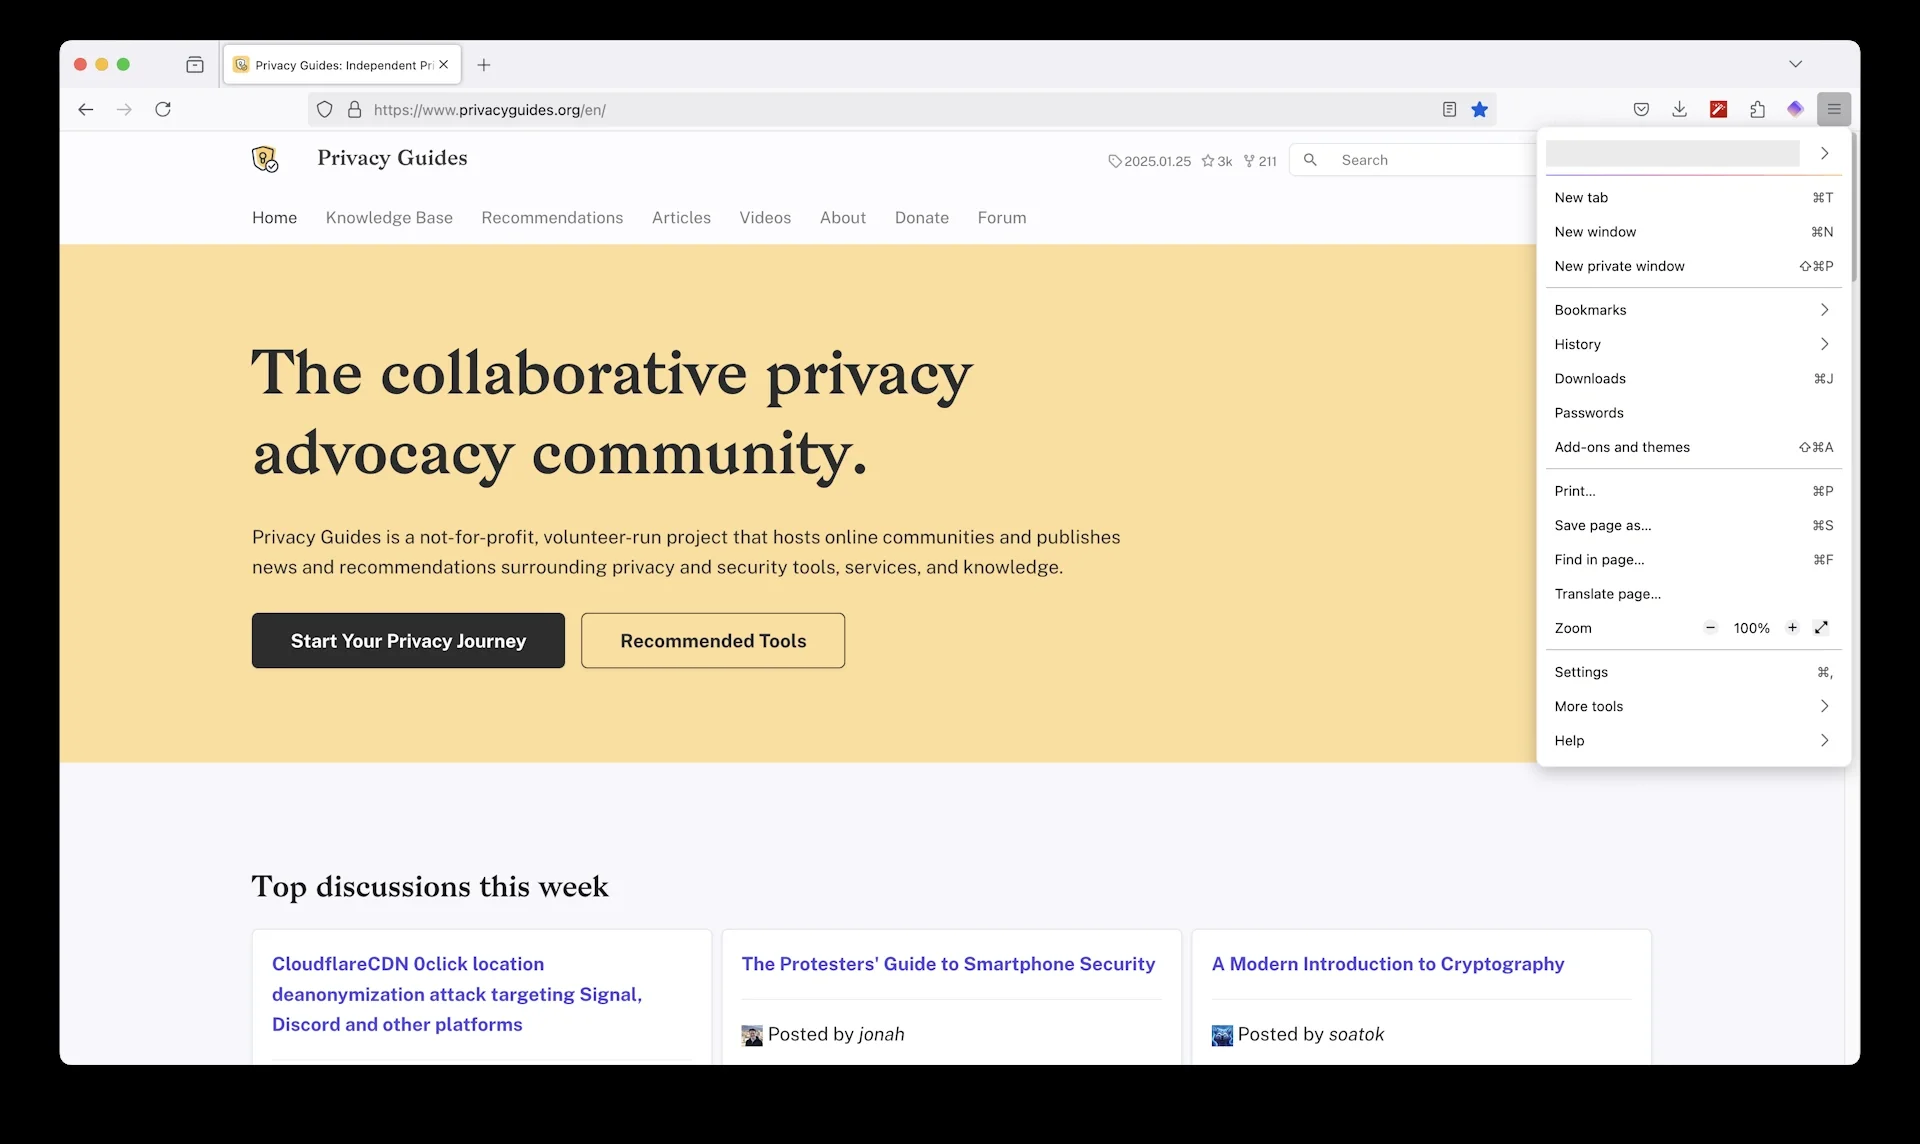 Privacy Guides: Independent Pri
https://www.privacyguides.org/en/
Privacy Guides
2025.01.25 3k 211
Search
Home Knowledge Base Recommendations Articles Videos About Donate Forum
The collaborative privacy
advocacy community.
Privacy Guides is a not-for-profit, volunteer-run project that hosts online communities and publishes
news and recommendations surrounding privacy and security tools, services, and knowledge.
Start Your Privacy Journey Recommended Tools
Top discussions this week
CloudflareCDN 0click location
deanonymization attack targeting Signal,
Discord and other platforms
The Protesters' Guide to Smartphone Security
Posted by jonah
A Modern Introduction to Cryptography
Posted by soatok
New tab ⌘T
New window ⌘N
New private window ⇧⌘P
Bookmarks
History
Downloads ⌘J
Passwords
Add-ons and themes ⇧⌘A
Print... ⌘P
Save page as... ⌘S
Find in page... ⌘F
Translate page...
Zoom − 100% +
Settings ⌘,
More tools
Help